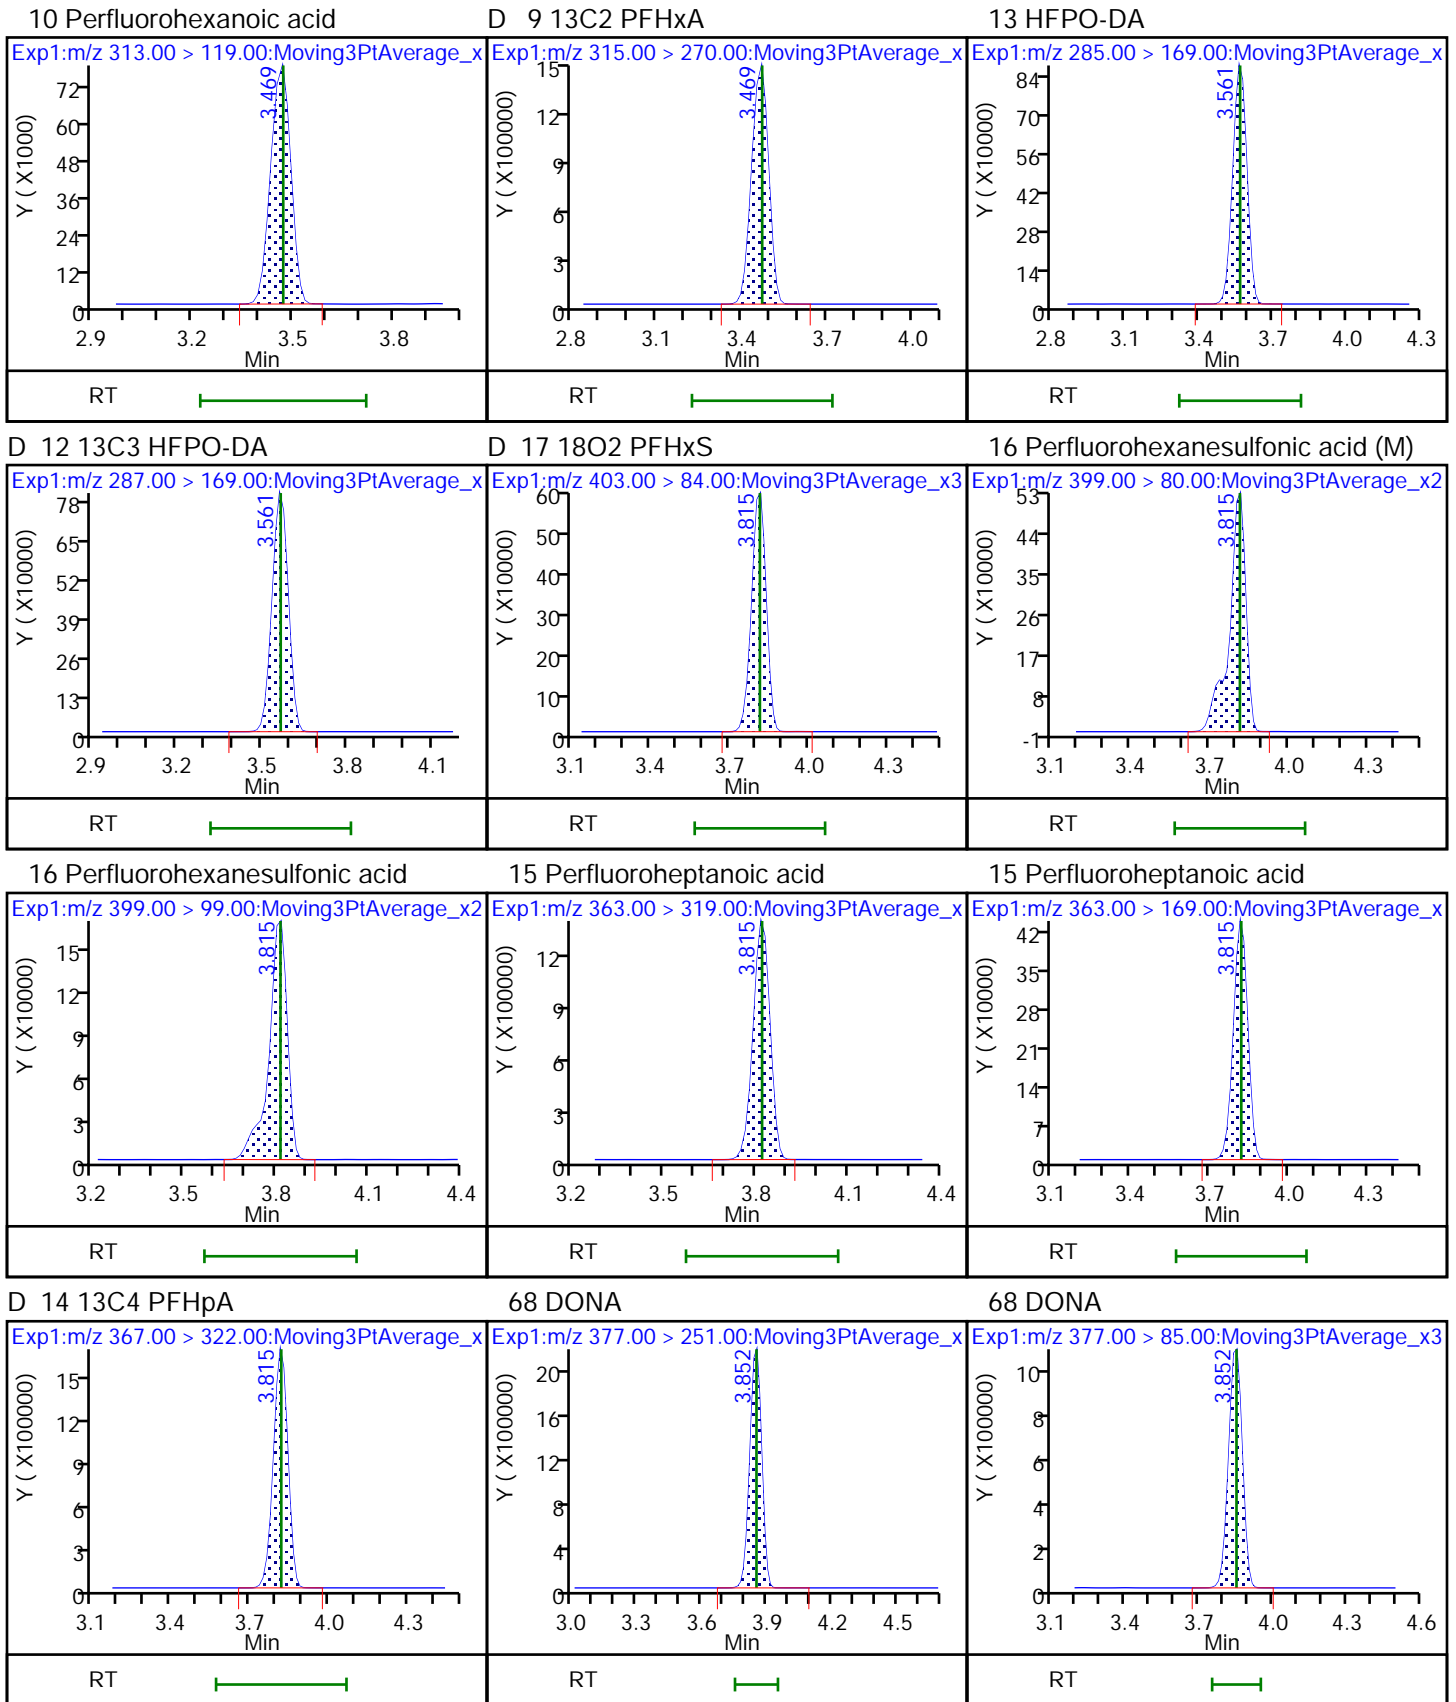 10 Perfluorohexanoic acid
Exp1:m/z 313.00 > 119.00:Moving3PtAverage_x
3.469
Y ( X10000)
72
60
48
36
24
12
0
2.9 3.2 3.5 3.8
Min
RT
D 9 13C2 PFHxA
Exp1:m/z 315.00 > 270.00:Moving3PtAverage_x
3.469
Y ( X100000)
15
12
9
6
3
0
2.8 3.1 3.4 3.7 4.0
Min
RT
13 HFPO-DA
Exp1:m/z 285.00 > 169.00:Moving3PtAverage_x
3.561
Y ( X10000)
84
70
56
42
28
14
0
2.8 3.1 3.4 3.7 4.0 4.3
Min
RT
D 12 13C3 HFPO-DA
Exp1:m/z 287.00 > 169.00:Moving3PtAverage_x
3.561
Y ( X10000)
78
65
52
39
26
13
0
2.9 3.2 3.5 3.8 4.1
Min
RT
D 17 18O2 PFHxS
Exp1:m/z 403.00 > 84.00:Moving3PtAverage_x3
3.815
Y ( X10000)
60
50
40
30
20
10
0
3.1 3.4 3.7 4.0 4.3
Min
RT
16 Perfluorohexanesulfonic acid (M)
Exp1:m/z 399.00 > 80.00:Moving3PtAverage_x2
3.815
Y ( X10000)
53
44
35
26
17
8
-1
3.1 3.4 3.7 4.0 4.3
Min
RT
16 Perfluorohexanesulfonic acid
Exp1:m/z 399.00 > 99.00:Moving3PtAverage_x2
3.815
Y ( X10000)
15
12
9
6
3
0
3.2 3.5 3.8 4.1 4.4
Min
RT
15 Perfluoroheptanoic acid
Exp1:m/z 363.00 > 319.00:Moving3PtAverage_x
3.815
Y ( X100000)
12
9
6
3
0
3.2 3.5 3.8 4.1 4.4
Min
RT
15 Perfluoroheptanoic acid
Exp1:m/z 363.00 > 169.00:Moving3PtAverage_x
3.815
Y ( X10000)
42
35
28
21
14
7
0
3.1 3.4 3.7 4.0 4.3
Min
RT
D 14 13C4 PFHpA
Exp1:m/z 367.00 > 322.00:Moving3PtAverage_x
3.815
Y ( X100000)
15
12
9
6
3
0
3.1 3.4 3.7 4.0 4.3
Min
RT
68 DONA
Exp1:m/z 377.00 > 251.00:Moving3PtAverage_x
3.852
Y ( X100000)
20
16
12
8
4
0
3.0 3.3 3.6 3.9 4.2 4.5
Min
RT
68 DONA
Exp1:m/z 377.00 > 85.00:Moving3PtAverage_x3
3.852
Y ( X100000)
10
8
6
4
2
0
3.1 3.4 3.7 4.0 4.3 4.6
Min
RT